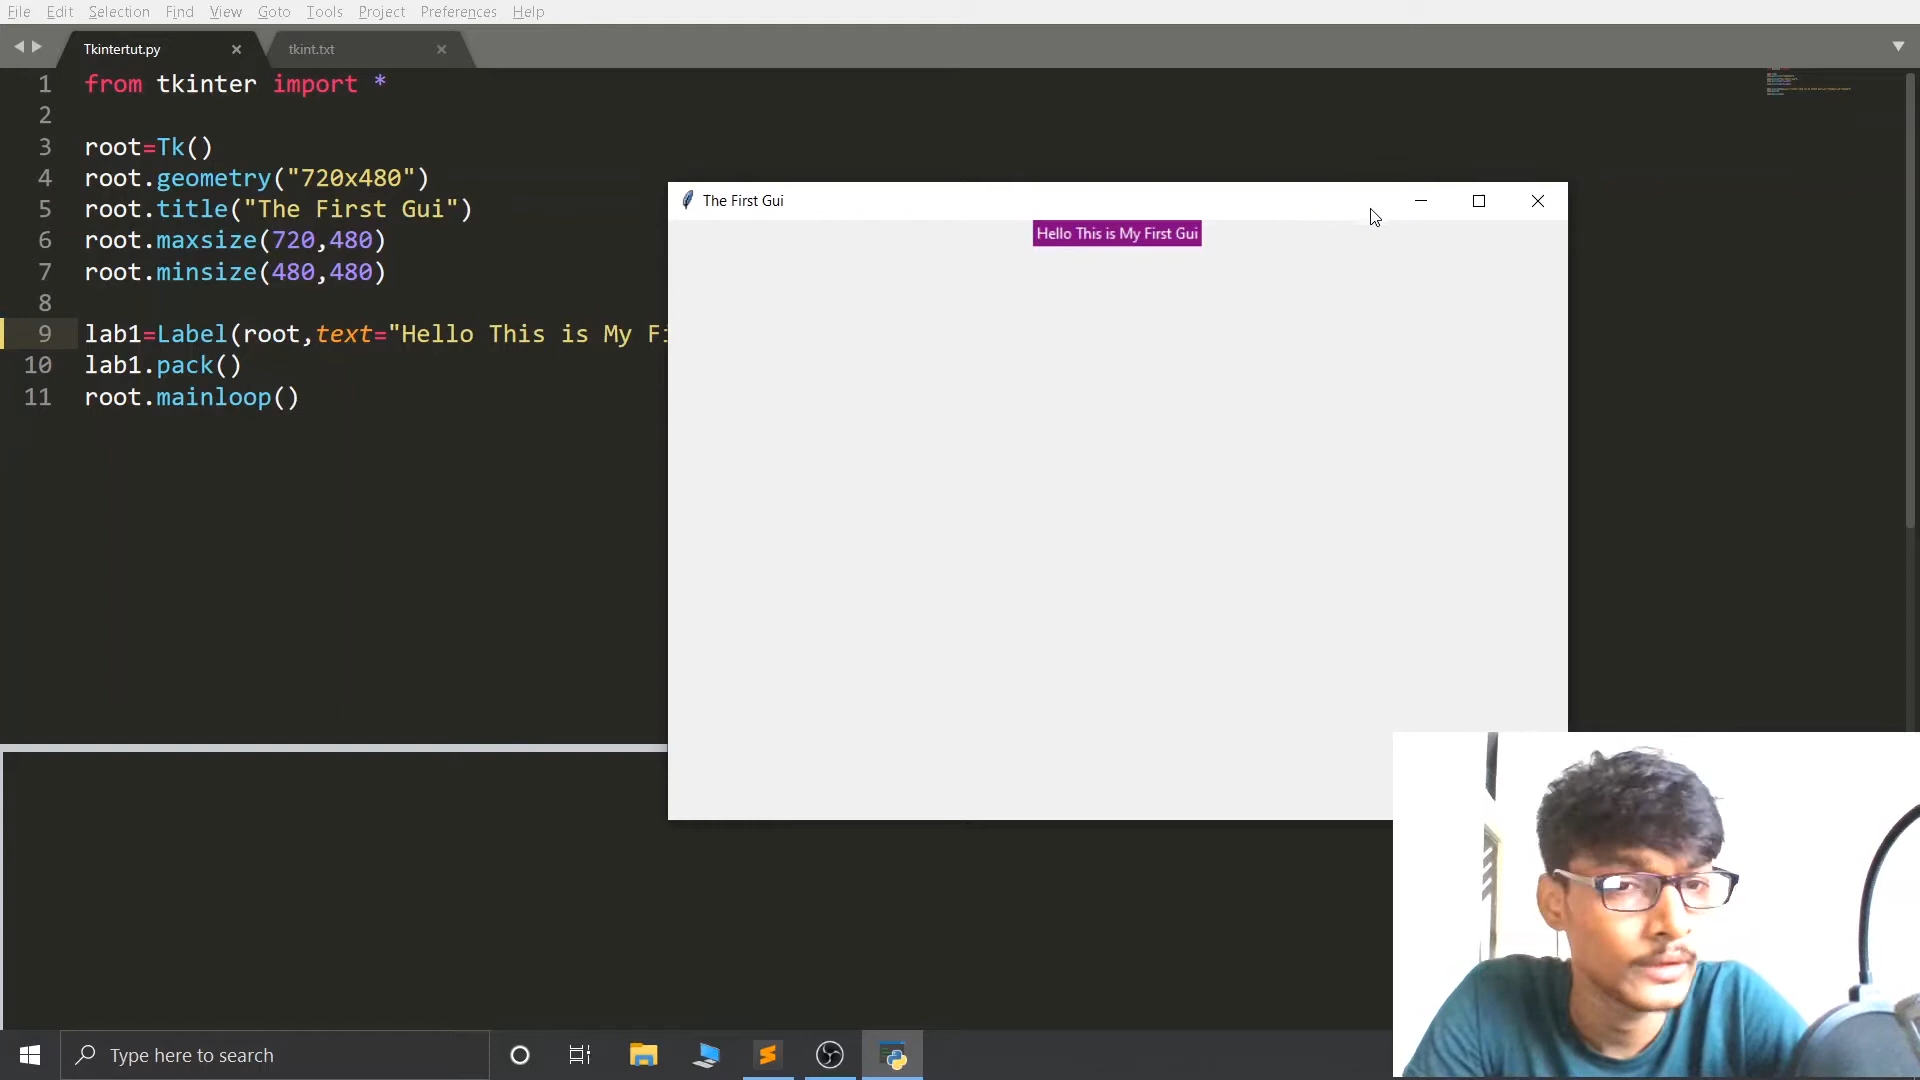 File Edit Selection Find View Goto Tools Project Preferences Help
Tkintertut.py × tkint.txt ×
1 from tkinter import *
2
3 root=Tk()
4 root.geometry("720x480")
5 root.title("The First Gui")
6 root.maxsize(720,480)
7 root.minsize(480,480)
8
9 lab1=Label(root,text="Hello This is My Fi
10 lab1.pack()
11 root.mainloop()
The First Gui
Hello This is My First Gui
Type here to search